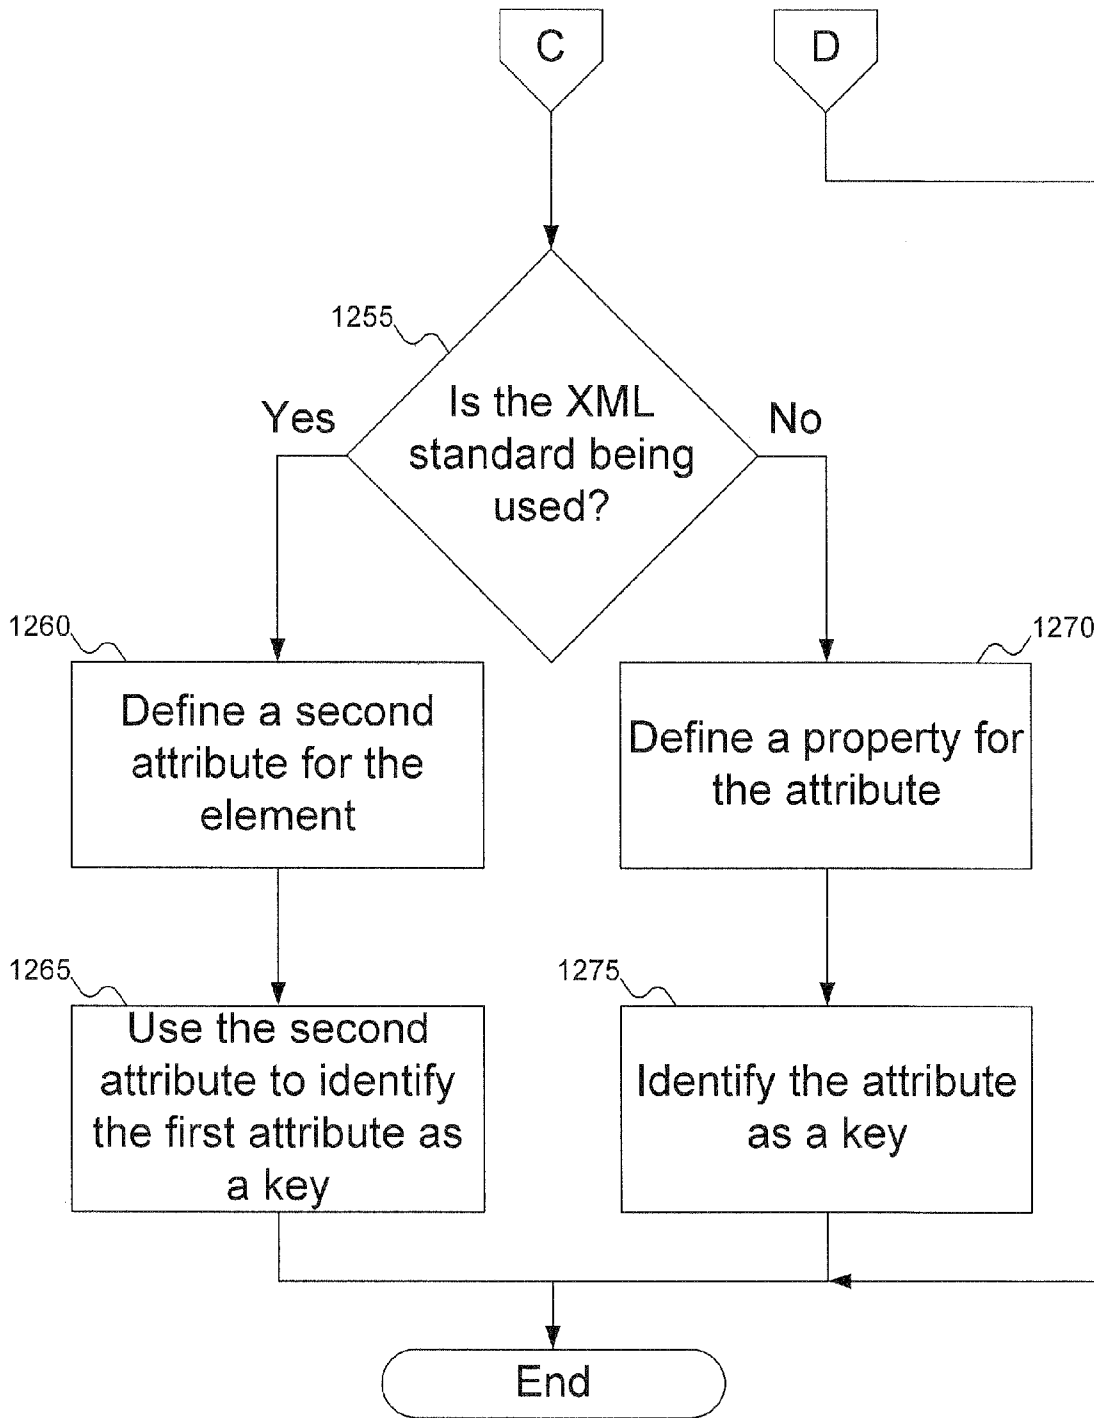 C
D
1255
Is the XML
standard being
used?
Yes
No
1260
Define a second
attribute for the
element
1270
Define a property for
the attribute
1265
Use the second
attribute to identify
the first attribute as
a key
1275
Identify the attribute
as a key
End